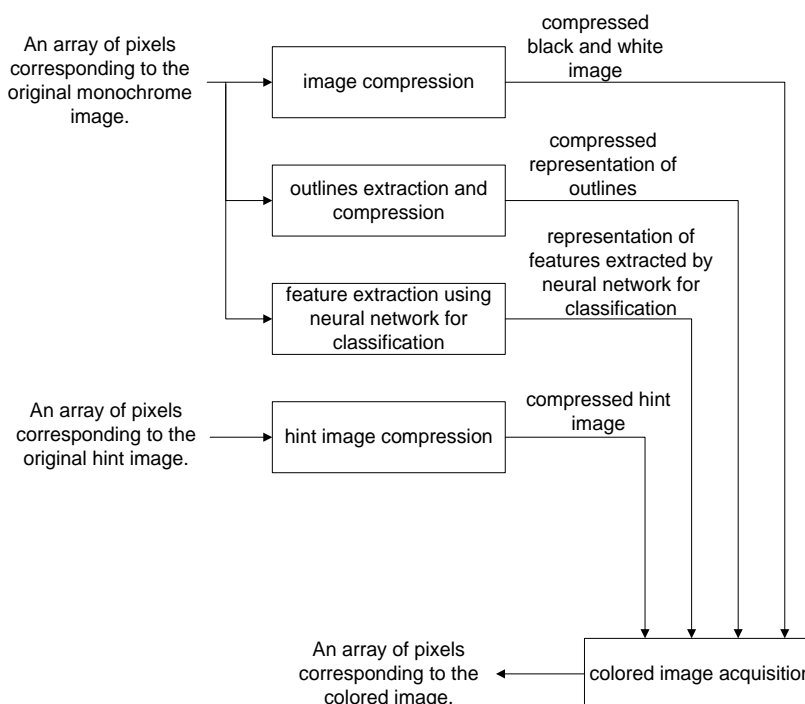 An array of pixels
corresponding to the
original monochrome
image.
image compression
compressed
black and white
image
outlines extraction and
compression
compressed
representation of
outlines
feature extraction using
neural network for
classification
representation of
features extracted by
neural network for
classification
An array of pixels
corresponding to the
original hint image.
hint image compression
compressed hint
image
An array of pixels
corresponding to the
colored image.
colored image acquisition